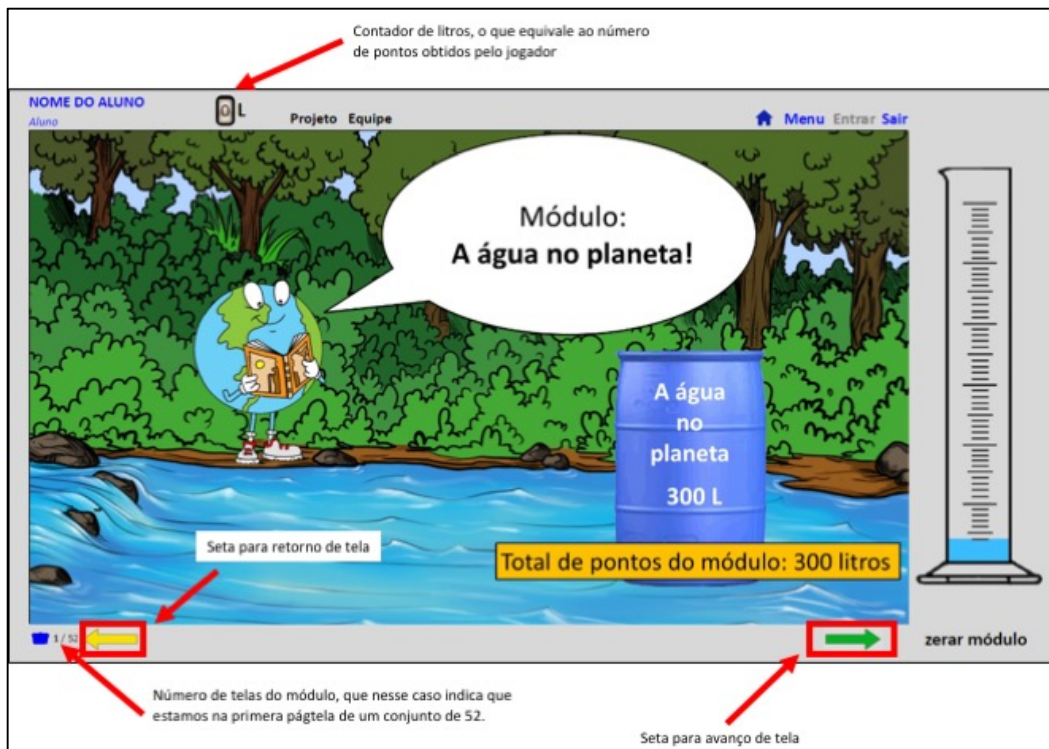 Contador de litros, o que equivale ao número
de pontos obtidos pelo jogador
NOME DO ALUNO
Aluno
0 L
Projeto Equipe
Menu Entrar Sair
Módulo:
A água no planeta!
A água
no
planeta
300 L
Seta para retorno de tela
Total de pontos do módulo: 300 litros
1 / 52
zerar módulo
Número de telas do módulo, que nesse caso indica que
estamos na primera págtela de um conjunto de 52.
Seta para avanço de tela